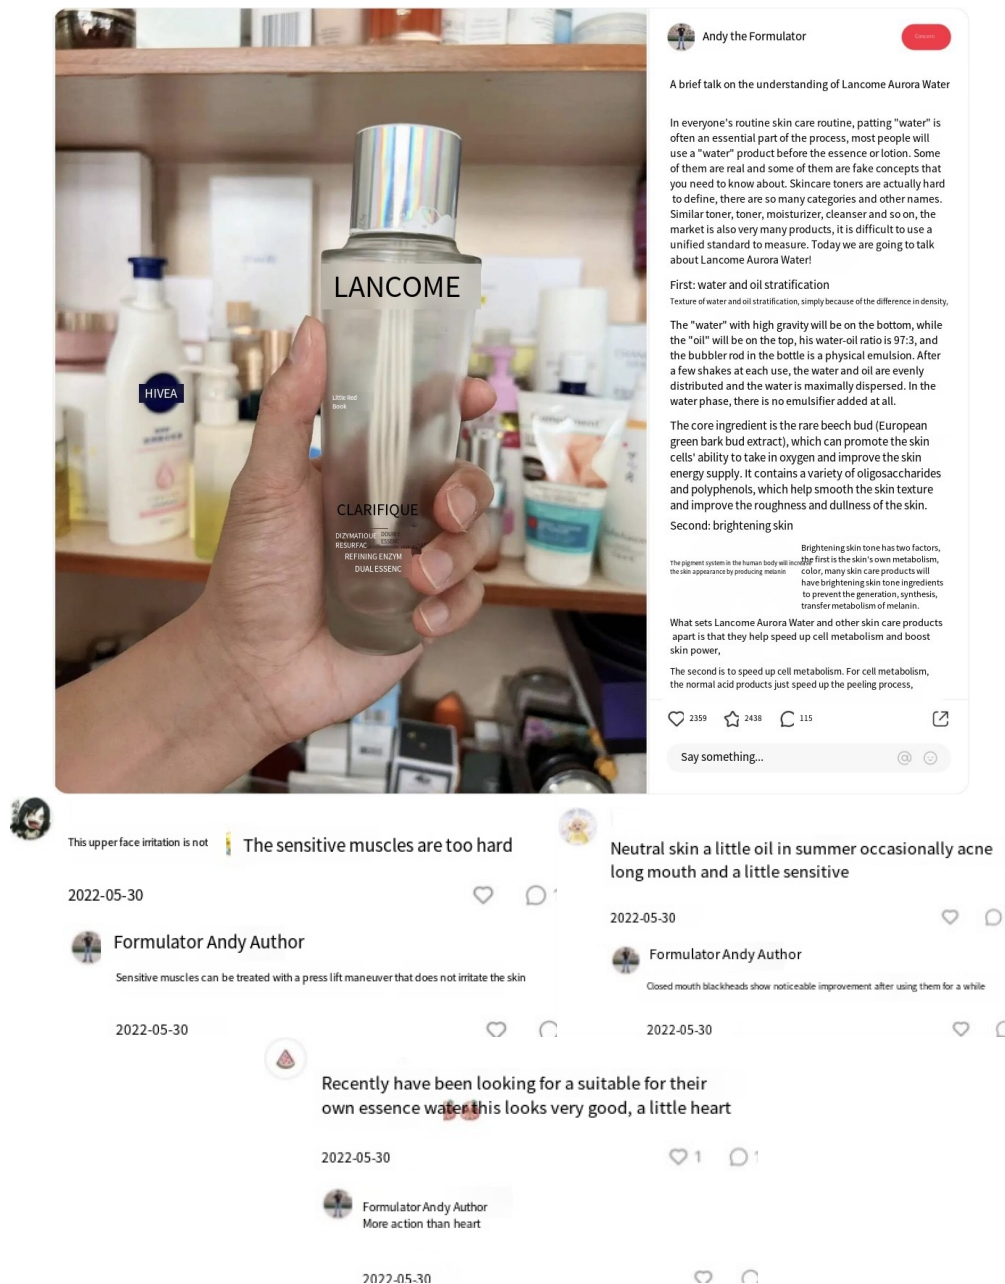 Andy the Formulator
A brief talk on the understanding of Lancome Aurora Water
In everyone's routine skin care routine, patting "water" is
often an essential part of the process, most people will
use a "water" product before the essence or lotion. Some
of them are real and some of them are fake concepts that
you need to know about. Skincare toners are actually hard
to define, there are so many categories and other names.
Similar toner, toner, moisturizer, cleanser and so on, the
market is also very many products, it is difficult to use a
unified standard to measure. Today we are going to talk
about Lancome Aurora Water!
First: water and oil stratification
Texture of water and oil stratification, simply because of the difference in density,
The "water" with high gravity will be on the bottom, while
the "oil" will be on the top, his water-oil ratio is 97:3, and
the bubbler rod in the bottle is a physical emulsion. After
a few shakes at each use, the water and oil are evenly
distributed and the water is maximally dispersed. In the
water phase, there is no emulsifier added at all.
The core ingredient is the rare beech bud (European
green bark bud extract), which can promote the skin
cells' ability to take in oxygen and improve the skin
energy supply. It contains a variety of oligosaccharides
and polyphenols, which help smooth the skin texture
and improve the roughness and dullness of the skin.
Second: brightening skin
The pigment system in the human body will increase
the skin appearance by producing melanin
Brightening skin tone has two factors,
the first is the skin's own metabolism,
color, many skin care products will
have brightening skin tone ingredients
to prevent the generation, synthesis,
transfer metabolism of melanin.
What sets Lancome Aurora Water and other skin care products
apart is that they help speed up cell metabolism and boost
skin power,
The second is to speed up cell metabolism. For cell metabolism,
the normal acid products just speed up the peeling process,
2359
2438
115
Say something...
LANCOME
HIVEA
Little Red
Book
CLARIFIQUE
DIZYMATIQUE
RESURFAC
DOUBLE
ESSENC
REFINING ENZYM
DUAL ESSENC
This upper face irritation is not
The sensitive muscles are too hard
2022-05-30
Formulator Andy Author
Sensitive muscles can be treated with a press lift maneuver that does not irritate the skin
2022-05-30
Neutral skin a little oil in summer occasionally acne
long mouth and a little sensitive
2022-05-30
Formulator Andy Author
Closed mouth blackheads show noticeable improvement after using them for a while
2022-05-30
Recently have been looking for a suitable for their
own essence water this looks very good, a little heart
2022-05-30
1
Formulator Andy Author
More action than heart
2022-05-30